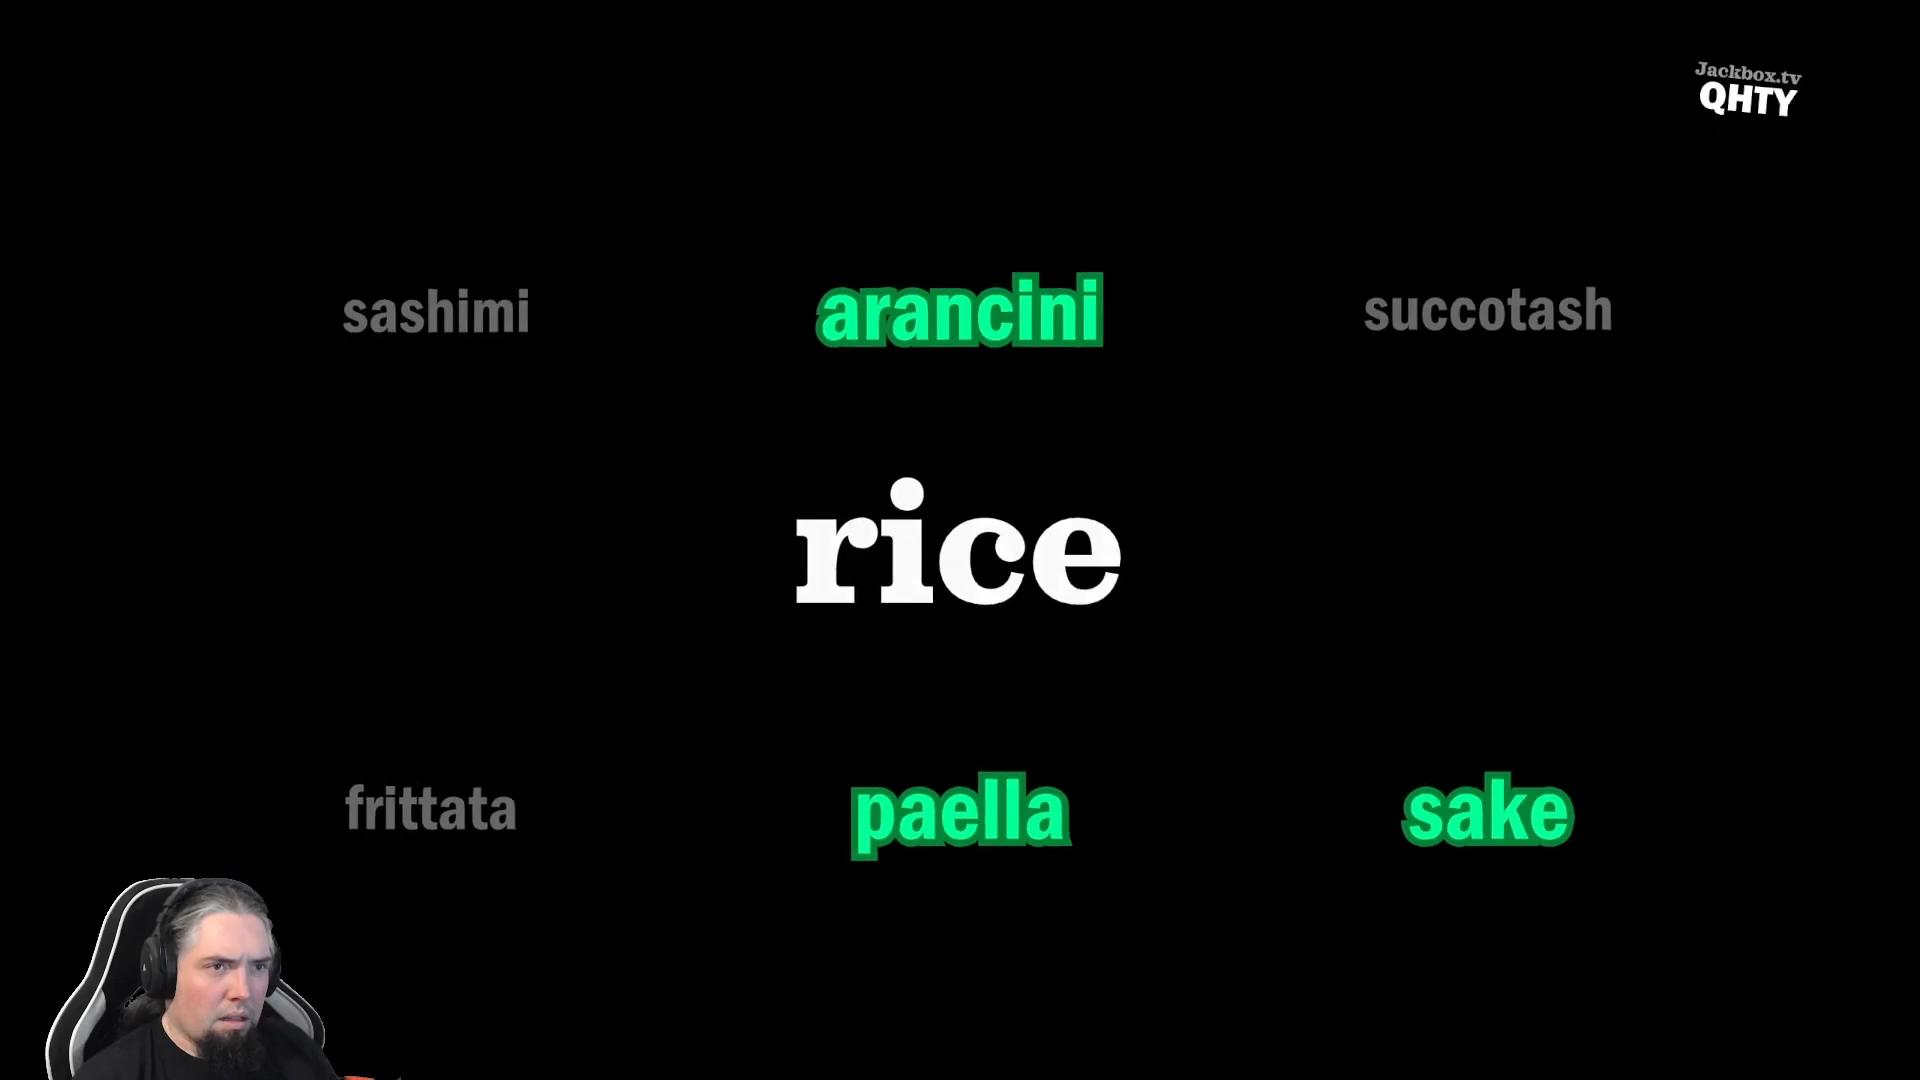 Jackbox.tv
QHTY
sashimi
arancini
succotash
rice
frittata
paella
sake